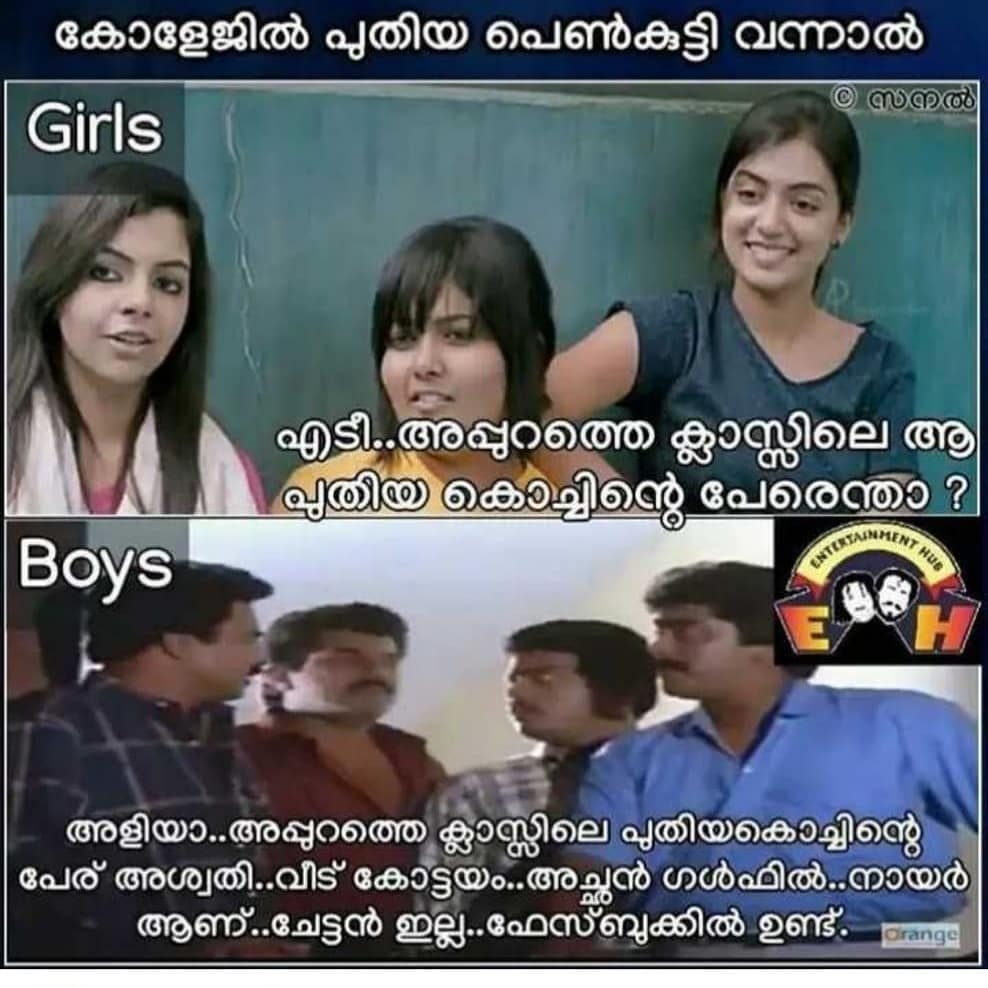 കോളേജിൽ പുതിയ പെൺകുട്ടി വന്നാൽ
Girls
© സനൽ
എടീ..അപ്പുറത്തെ ക്ലാസ്സിലെ ആ
പുതിയ കൊച്ചിന്റെ പേരെന്താ ?
Boys
ENTERTAINMENT HUB
E H
അളിയാ..അപ്പുറത്തെ ക്ലാസ്സിലെ പുതിയകൊച്ചിന്റെ
പേര് അശ്വതി..വീട് കോട്ടയം..അച്ഛൻ ഗൾഫിൽ..നായർ
ആണ്..ചേട്ടൻ ഇല്ല..ഫേസ്ബുക്കിൽ ഉണ്ട്.
Orange